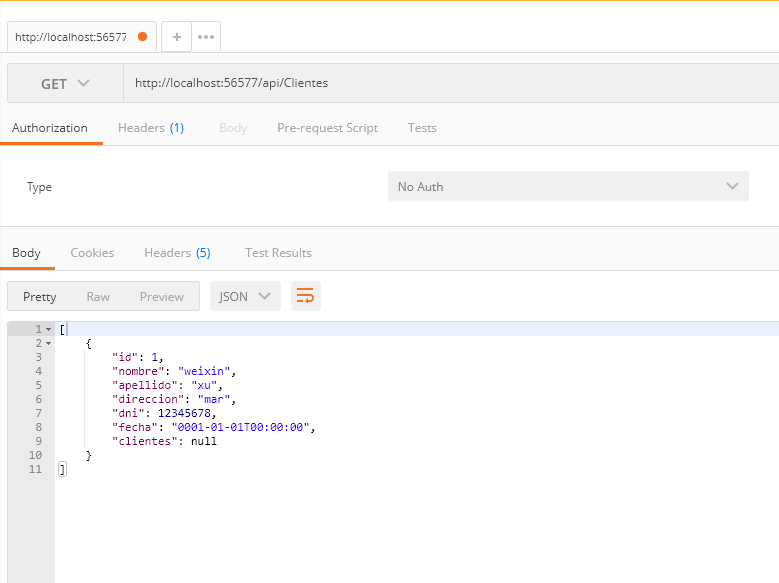 http://localhost:56577
+ •••
GET http://localhost:56577/api/Clientes
Authorization Headers (1) Body Pre-request Script Tests
Type No Auth
Body Cookies Headers (5) Test Results
Pretty Raw Preview JSON
1 [
2 {
3 "id": 1,
4 "nombre": "weixin",
5 "apellido": "xu",
6 "direccion": "mar",
7 "dni": 12345678,
8 "fecha": "0001-01-01T00:00:00",
9 "clientes": null
10 }
11 ]